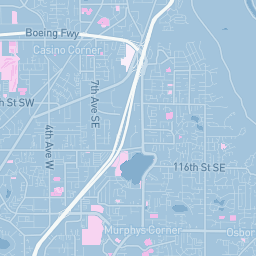 Boeing Fwy
Casino Corner
7th Ave SE
h St SW
4th Ave W
116th St SE
Murphys Corner
Osbor